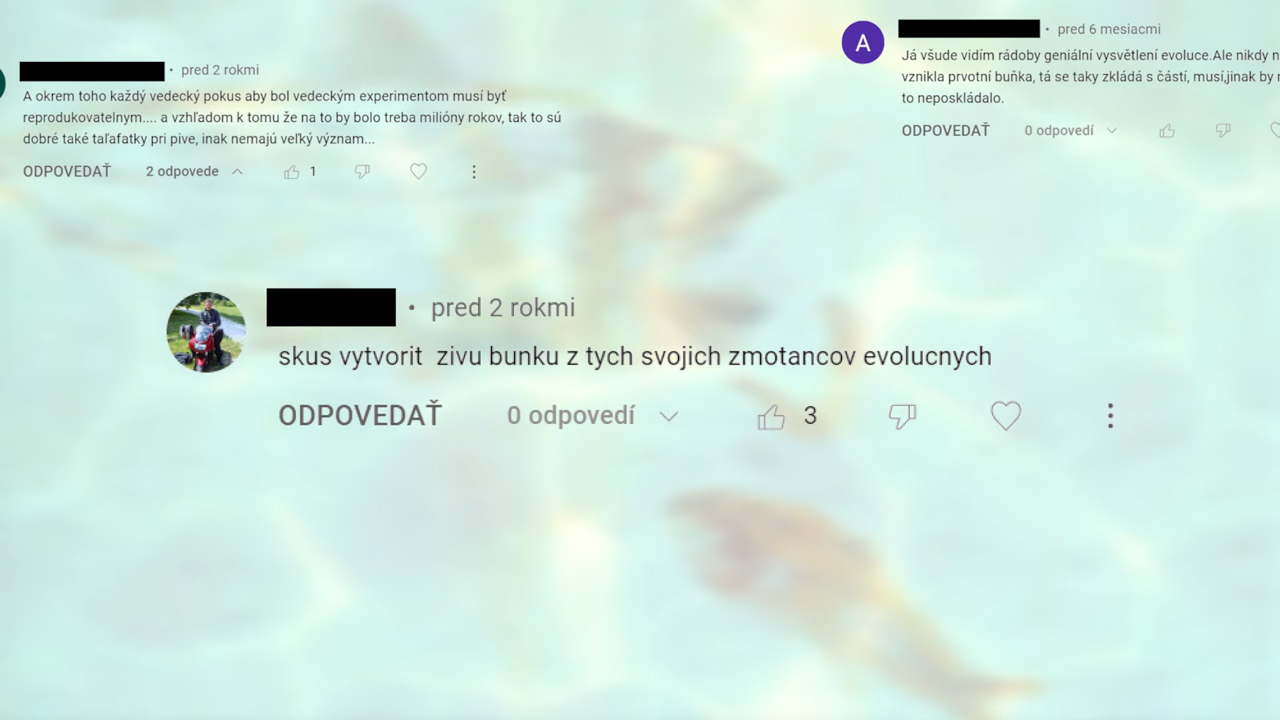 • pred 2 rokmi
A okrem toho každý vedecký pokus aby bol vedeckým experimentom musí byť
reprodukovatelnym.... a vzhľadom k tomu že na to by bolo treba milióny rokov, tak to sú
dobré také taľafatky pri pive, inak nemajú veľký význam...
ODPOVEDAŤ 2 odpovede 1
A
• pred 6 mesiacmi
Já všude vidím rádoby geniální vysvětlení evoluce.Ale nikdy
vznikla prvotní buňka, tá se taky zkládá s částí, musí,jinak by
to neposkládalo.
ODPOVEDAŤ 0 odpovedí
• pred 2 rokmi
skus vytvorit zivu bunku z tych svojich zmotancov evolucnych
ODPOVEDAŤ 0 odpovedí 3